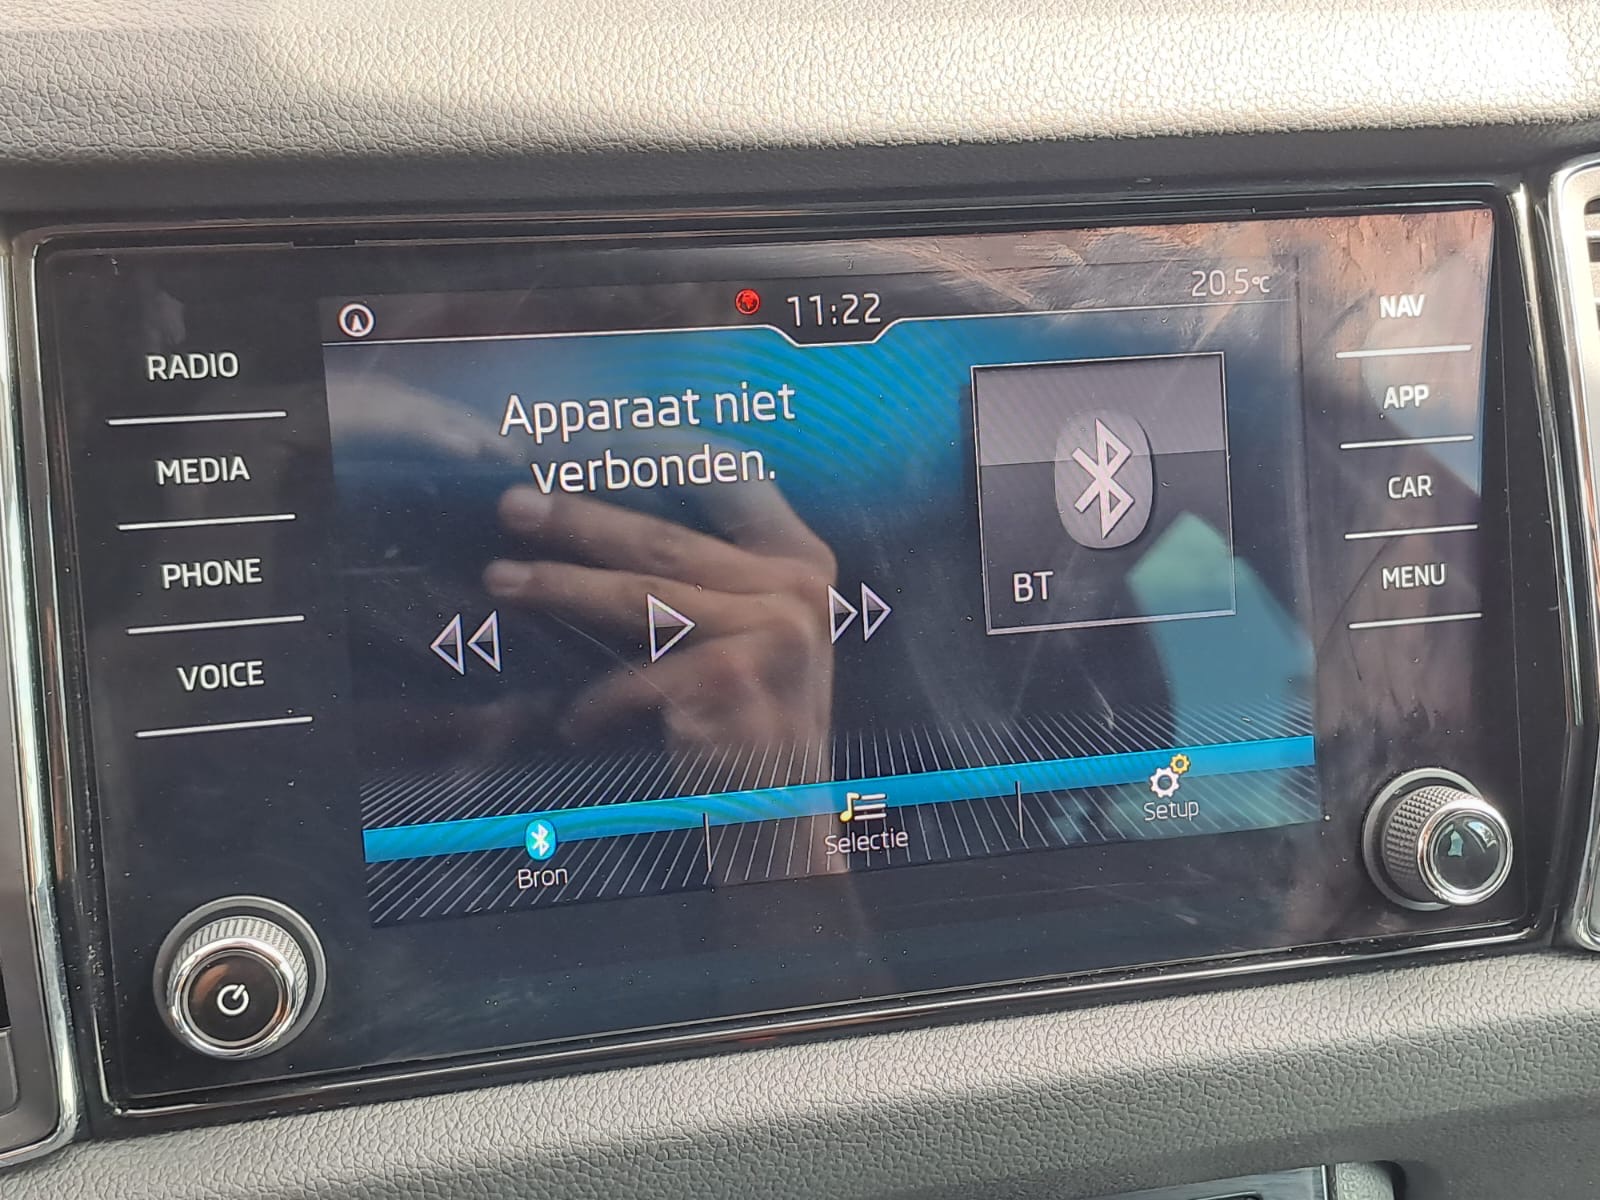 11:22
20.5°C
RADIO
MEDIA
PHONE
VOICE
Apparaat niet
verbonden.
BT
NAV
APP
CAR
MENU
Bron
Selectie
Setup